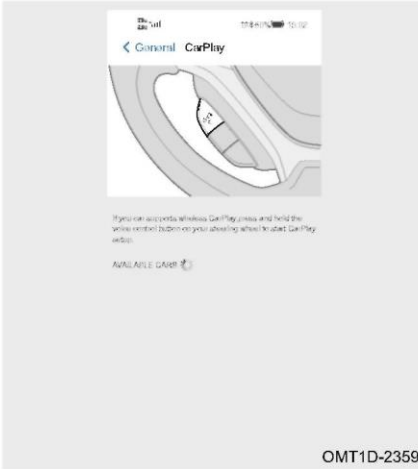 General CarPlay
If you car supports wireless CarPlay, press and hold the
voice control button on your steering wheel to start CarPlay
setup.
AVAILABLE CARS
OMT1D-2359